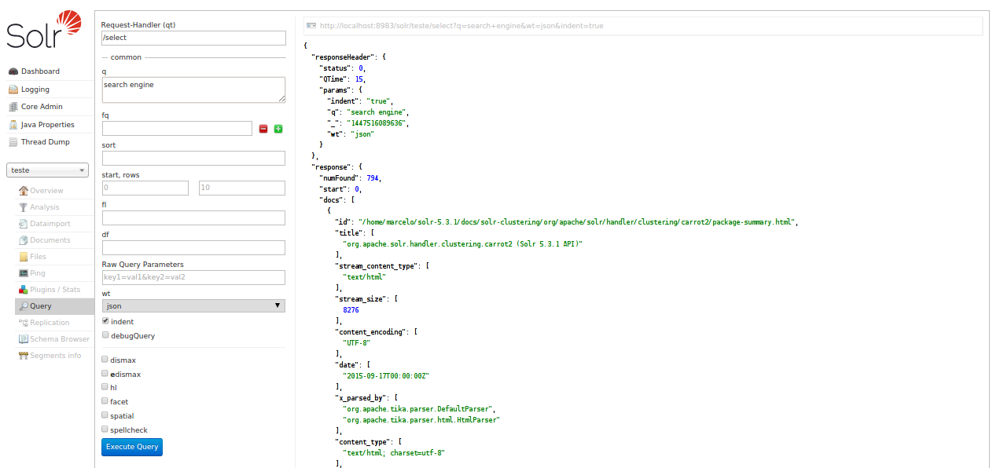 Solr
Dashboard
Logging
Core Admin
Java Properties
Thread Dump
teste
Overview
Analysis
Dataimport
Documents
Files
Ping
Plugins / Stats
Query
Replication
Schema Browser
Segments info
Request-Handler (qt)
/select
common
q
search engine
fq
sort
start, rows
0
10
fl
df
Raw Query Parameters
key1=val1&key2=val2
wt
json
indent
debugQuery
dismax
edismax
hl
facet
spatial
spellcheck
Execute Query
http://localhost:8983/solr/teste/select?q=search+engine&wt=json&indent=true
{
"responseHeader": {
"status": 0,
"QTime": 15,
"params": {
"indent": "true",
"q": "search engine",
"_": "1447516089636",
"wt": "json"
}
},
"response": {
"numFound": 794,
"start": 0,
"docs": [
{
"id": "/home/marcelo/solr-5.3.1/docs/solr-clustering/org/apache/solr/handler/clustering/carrot2/package-summary.html",
"title": [
"org.apache.solr.handler.clustering.carrot2 (Solr 5.3.1 API)"
],
"stream_content_type": [
"text/html"
],
"stream_size": [
8276
],
"content_encoding": [
"UTF-8"
],
"date": [
"2015-09-17T00:00:00Z"
],
"x_parsed_by": [
"org.apache.tika.parser.DefaultParser",
"org.apache.tika.parser.html.HtmlParser"
],
"content_type": [
"text/html; charset=utf-8"
],